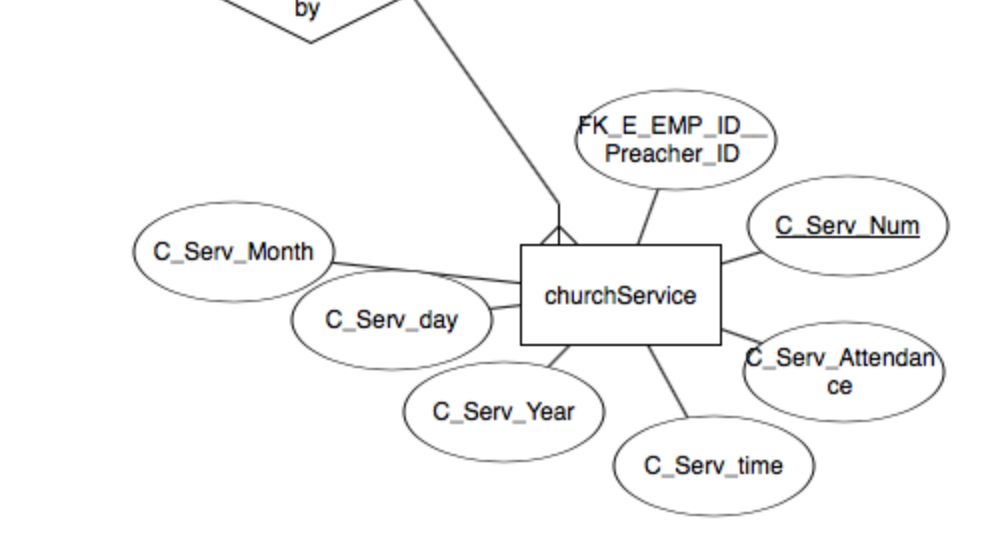 by
FK_E_EMP_ID__
Preacher_ID
C_Serv_Num
C_Serv_Month
churchService
C_Serv_day
C_Serv_Attendan
ce
C_Serv_Year
C_Serv_time